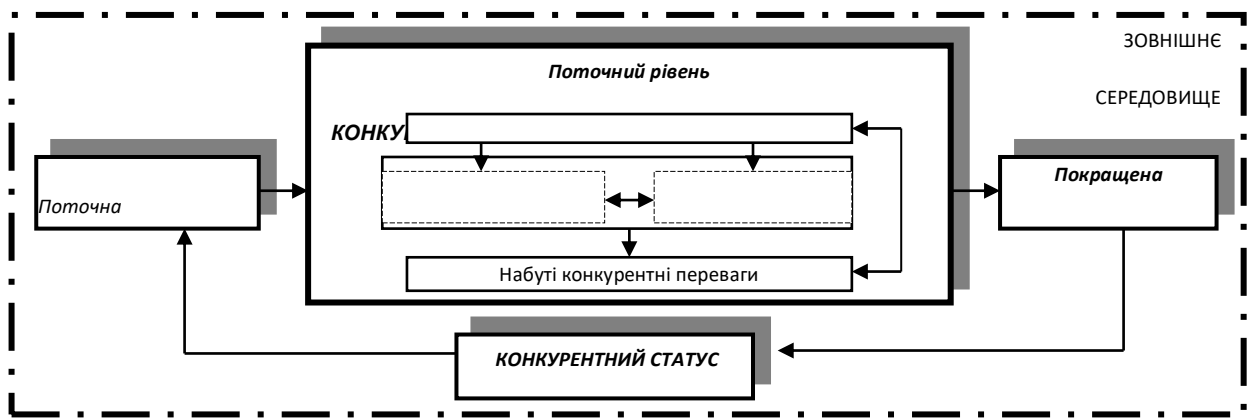 ЗОВНІШНЄ
СЕРЕДОВИЩЕ
Поточний рівень
КОНКУ
Поточна
Покращена
Набуті конкурентні переваги
КОНКУРЕНТНИЙ СТАТУС